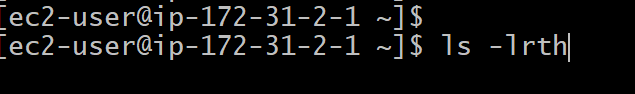 [ec2-user@ip-172-31-2-1 ~]$
[ec2-user@ip-172-31-2-1 ~]$ ls -lrth